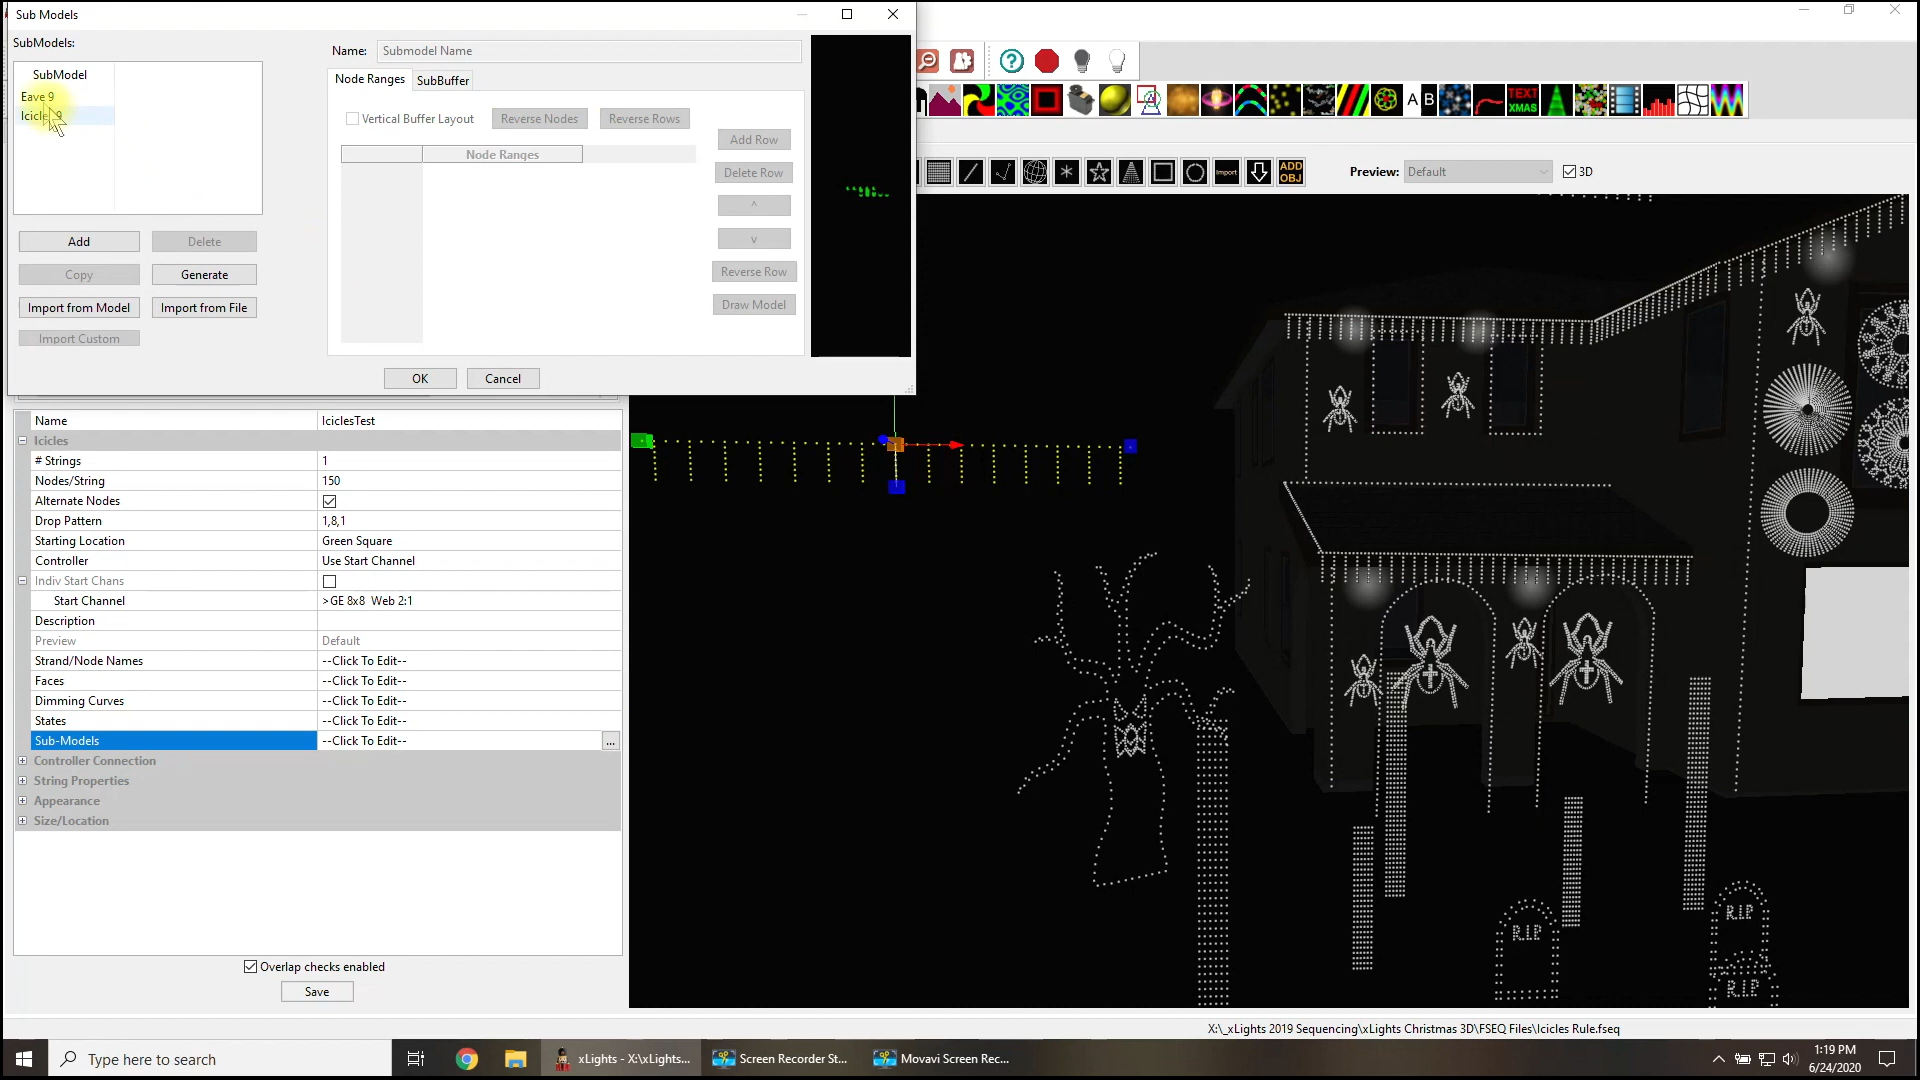 Sub Models
SubModels:
SubModel
Eave 9
Icicle 9
Add
Delete
Copy
Generate
Import from Model
Import from File
Import Custom
Name:
Submodel Name
Node Ranges
SubBuffer
Vertical Buffer Layout
Reverse Nodes
Reverse Rows
Node Ranges
Add Row
Delete Row
^
v
Reverse Row
Draw Model
OK
Cancel
TEXT
XMAS
A B
Import
ADD
OBJ
Preview:
Default
3D
Name
IciclesTest
Icicles
# Strings
1
Nodes/String
150
Alternate Nodes
Drop Pattern
1,8,1
Starting Location
Green Square
Controller
Use Start Channel
Indiv Start Chans
Start Channel
>GE 8x8 Web 2:1
Description
Preview
Default
Strand/Node Names
--Click To Edit--
Faces
--Click To Edit--
Dimming Curves
--Click To Edit--
States
--Click To Edit--
Sub-Models
--Click To Edit--
...
Controller Connection
String Properties
Appearance
Size/Location
Overlap checks enabled
Save
R.I.P
R.I.P
R.I.P
X:\_xLights 2019 Sequencing\xLights Christmas 3D\FSEQ Files\Icicles Rule.fseq
Type here to search
xLights - X:\xLights...
Screen Recorder St...
Movavi Screen Rec...
1:19 PM
6/24/2020